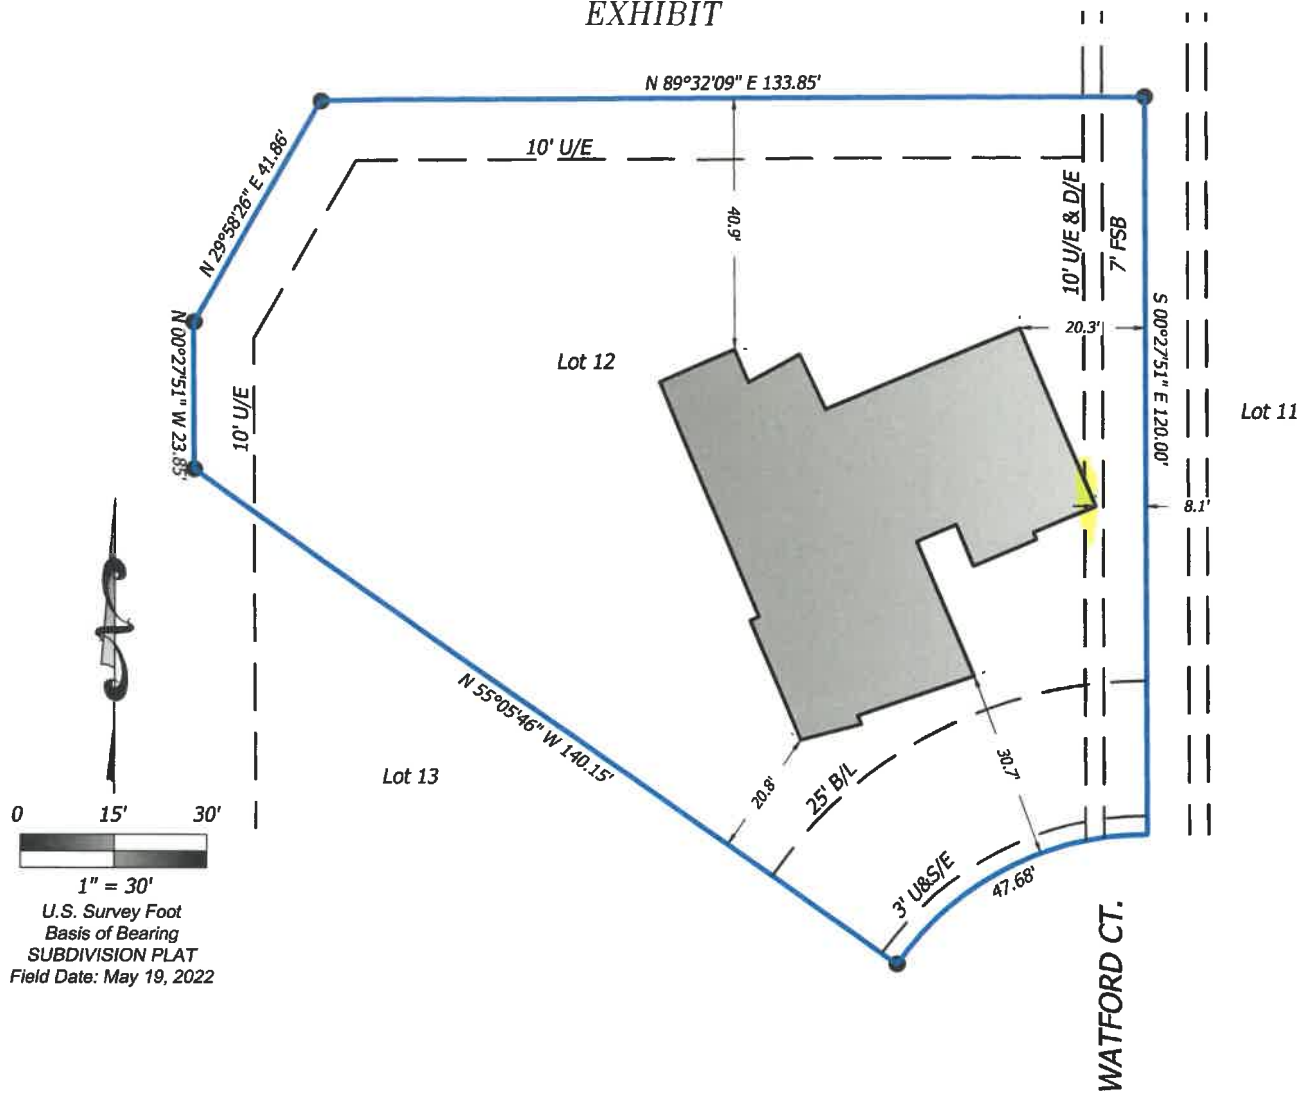 EXHIBIT
N 89°32'09" E 133.85'
N 29°58'26" E 41.86'
10' U/E
40.9'
10' U/E & D/E
7' FSB
20.3'
S 00°27'51" E 120.00'
Lot 12
Lot 11
N 00°27'51" W 23.85'
10' U/E
8.1'
N 55°05'46" W 140.15'
Lot 13
20.8'
25' B/L
30.7'
3' U&S/E
47.68'
WATFORD CT.
0 15' 30'
1" = 30'
U.S. Survey Foot
Basis of Bearing
SUBDIVISION PLAT
Field Date: May 19, 2022